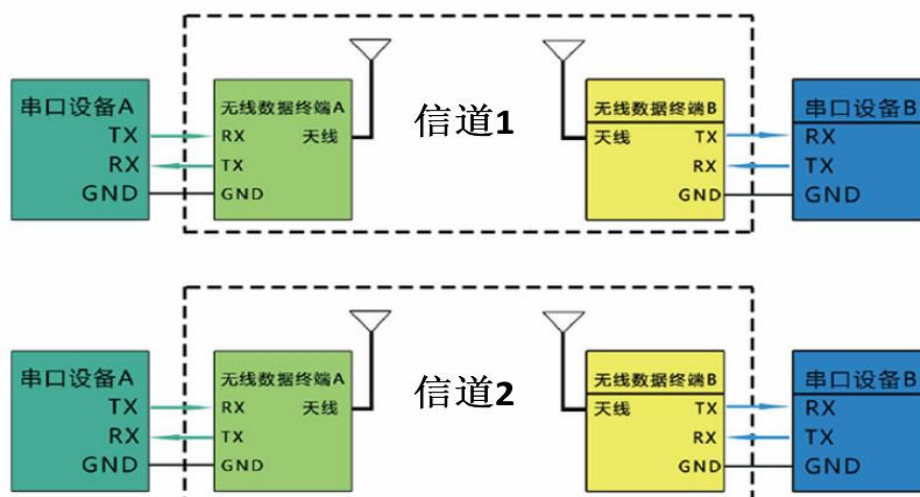 串口设备A
TX
RX
GND
无线数据终端A
RX 天线
TX
GND
信道1
无线数据终端B
天线 TX
RX
GND
串口设备B
RX
TX
GND
串口设备A
TX
RX
GND
无线数据终端A
RX 天线
TX
GND
信道2
无线数据终端B
天线 TX
RX
GND
串口设备B
RX
TX
GND